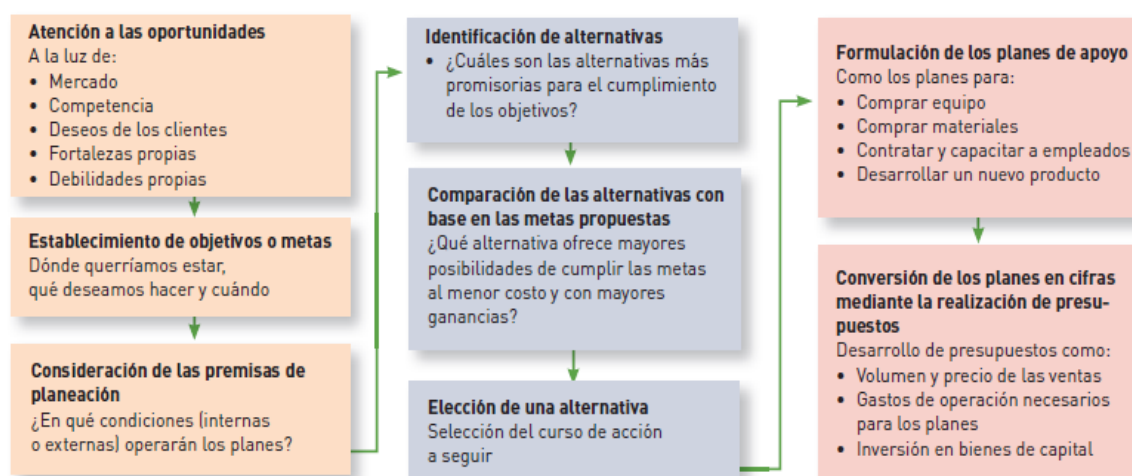 Atención a las oportunidades
A la luz de:
• Mercado
• Competencia
• Deseos de los clientes
• Fortalezas propias
• Debilidades propias
Establecimiento de objetivos o metas
Dónde querríamos estar,
qué deseamos hacer y cuándo
Consideración de las premisas de
planeación
¿En qué condiciones (internas
o externas) operarán los planes?
Identificación de alternativas
• ¿Cuáles son las alternativas más
promisorias para el cumplimiento
de los objetivos?
Comparación de las alternativas con
base en las metas propuestas
¿Qué alternativa ofrece mayores
posibilidades de cumplir las metas
al menor costo y con mayores
ganancias?
Elección de una alternativa
Selección del curso de acción
a seguir
Formulación de los planes de apoyo
Como los planes para:
• Comprar equipo
• Comprar materiales
• Contratar y capacitar a empleados
• Desarrollar un nuevo producto
Conversión de los planes en cifras
mediante la realización de presu-
puestos
Desarrollo de presupuestos como:
• Volumen y precio de las ventas
• Gastos de operación necesarios
para los planes
• Inversión en bienes de capital